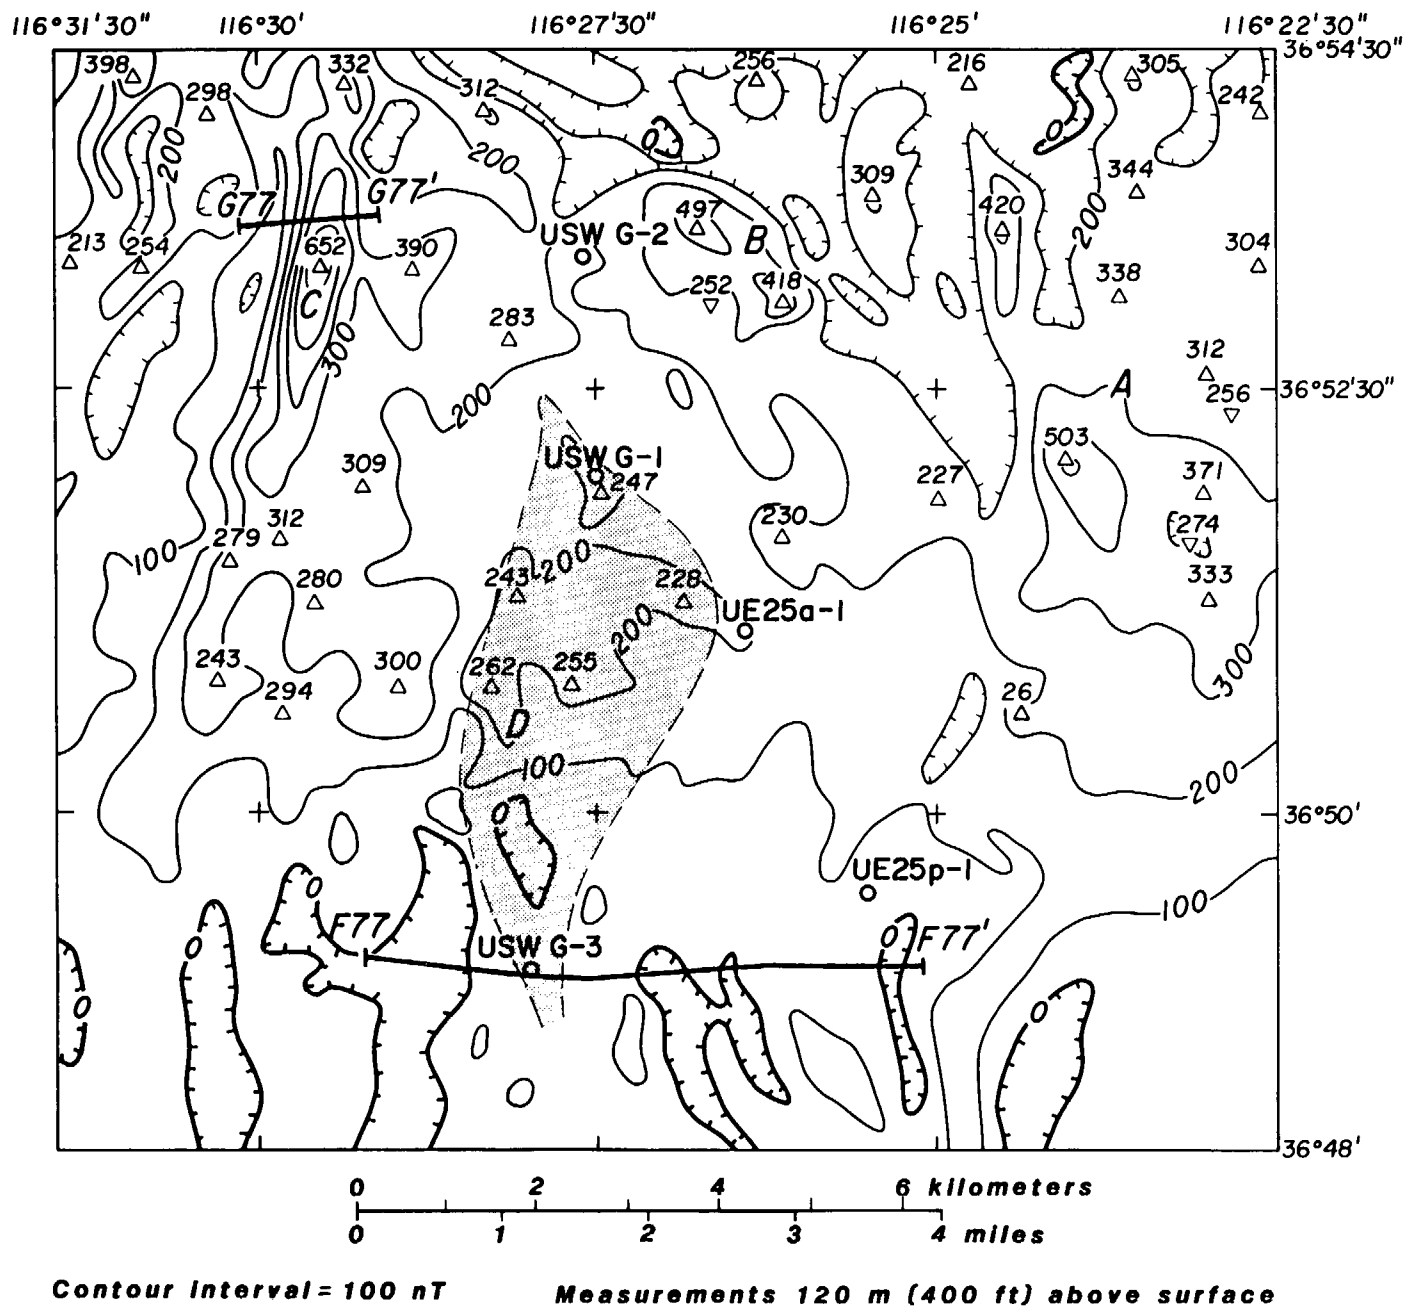 116°31'30" 116°30' 116°27'30" 116°25' 116°22'30"
36°54'30"
398 332 256 216 305
298 312 242
200 0 0
200
309 344
G77 G77' 497 420 200
213 254 652 390 USW G-2 B 304
252 418 338
C
283
300 312
200 A 36°52'30"
256
503
309 USW G-1 247 227 371
312 230 274
279 100
200
280 243 228 333
UE25a-1
200
243 300 262 255 300
294 26
D
100 200
0 36°50'
UE25p-1
0 100
F77 USW G-3 0 F77'
0
0 0
36°48'
0 2 4 6 kilometers
0 1 2 3 4 miles
Contour Interval = 100 nT Measurements 120 m (400 ft) above surface